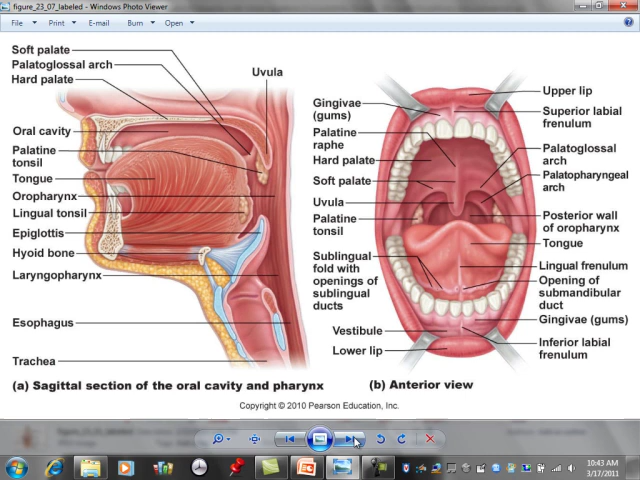 figure_23_07_labeled - Windows Photo Viewer
File Print E-mail Burn Open
Soft palate
Palatoglossal arch
Hard palate
Uvula
Oral cavity
Palatine
tonsil
Tongue
Oropharynx
Lingual tonsil
Epiglottis
Hyoid bone
Laryngopharynx
Esophagus
Trachea
(a) Sagittal section of the oral cavity and pharynx
Gingivae
(gums)
Palatine
raphe
Hard palate
Soft palate
Uvula
Palatine
tonsil
Sublingual
fold with
openings of
sublingual
ducts
Vestibule
Lower lip
Upper lip
Superior labial
frenulum
Palatoglossal
arch
Palatopharyngeal
arch
Posterior wall
of oropharynx
Tongue
Lingual frenulum
Opening of
submandibular
duct
Gingivae (gums)
Inferior labial
frenulum
(b) Anterior view
Copyright © 2010 Pearson Education, Inc.
10:43 AM
3/17/2011